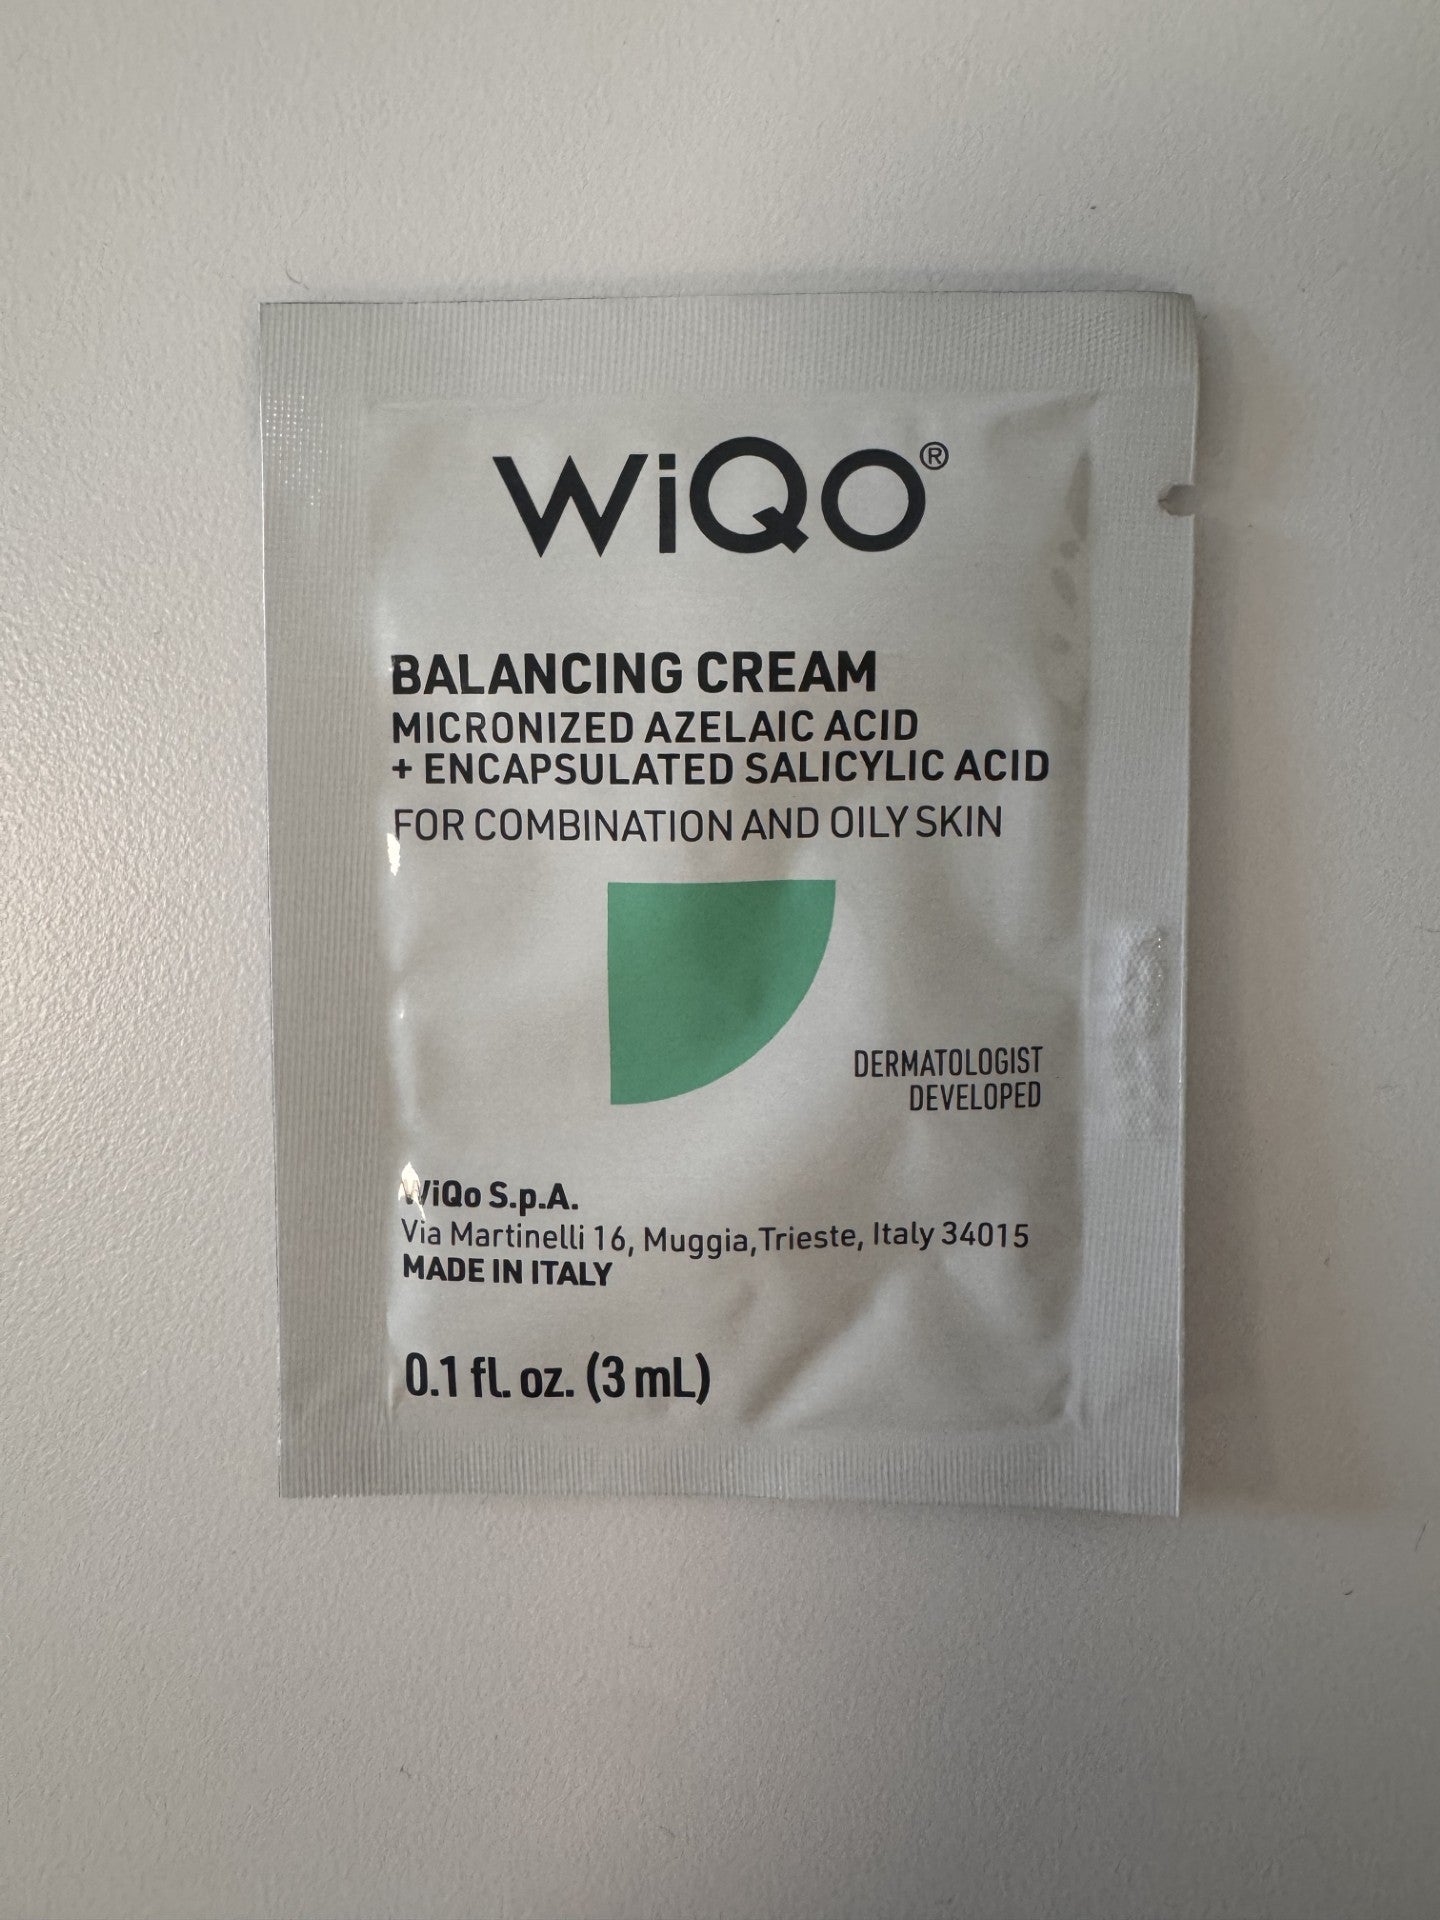 WiQo®
BALANCING CREAM
MICRONIZED AZELAIC ACID
+ ENCAPSULATED SALICYLIC ACID
FOR COMBINATION AND OILY SKIN
DERMATOLOGIST
DEVELOPED
WiQo S.p.A.
Via Martinelli 16, Muggia, Trieste, Italy 34015
MADE IN ITALY
0.1 fl. oz. (3 mL)